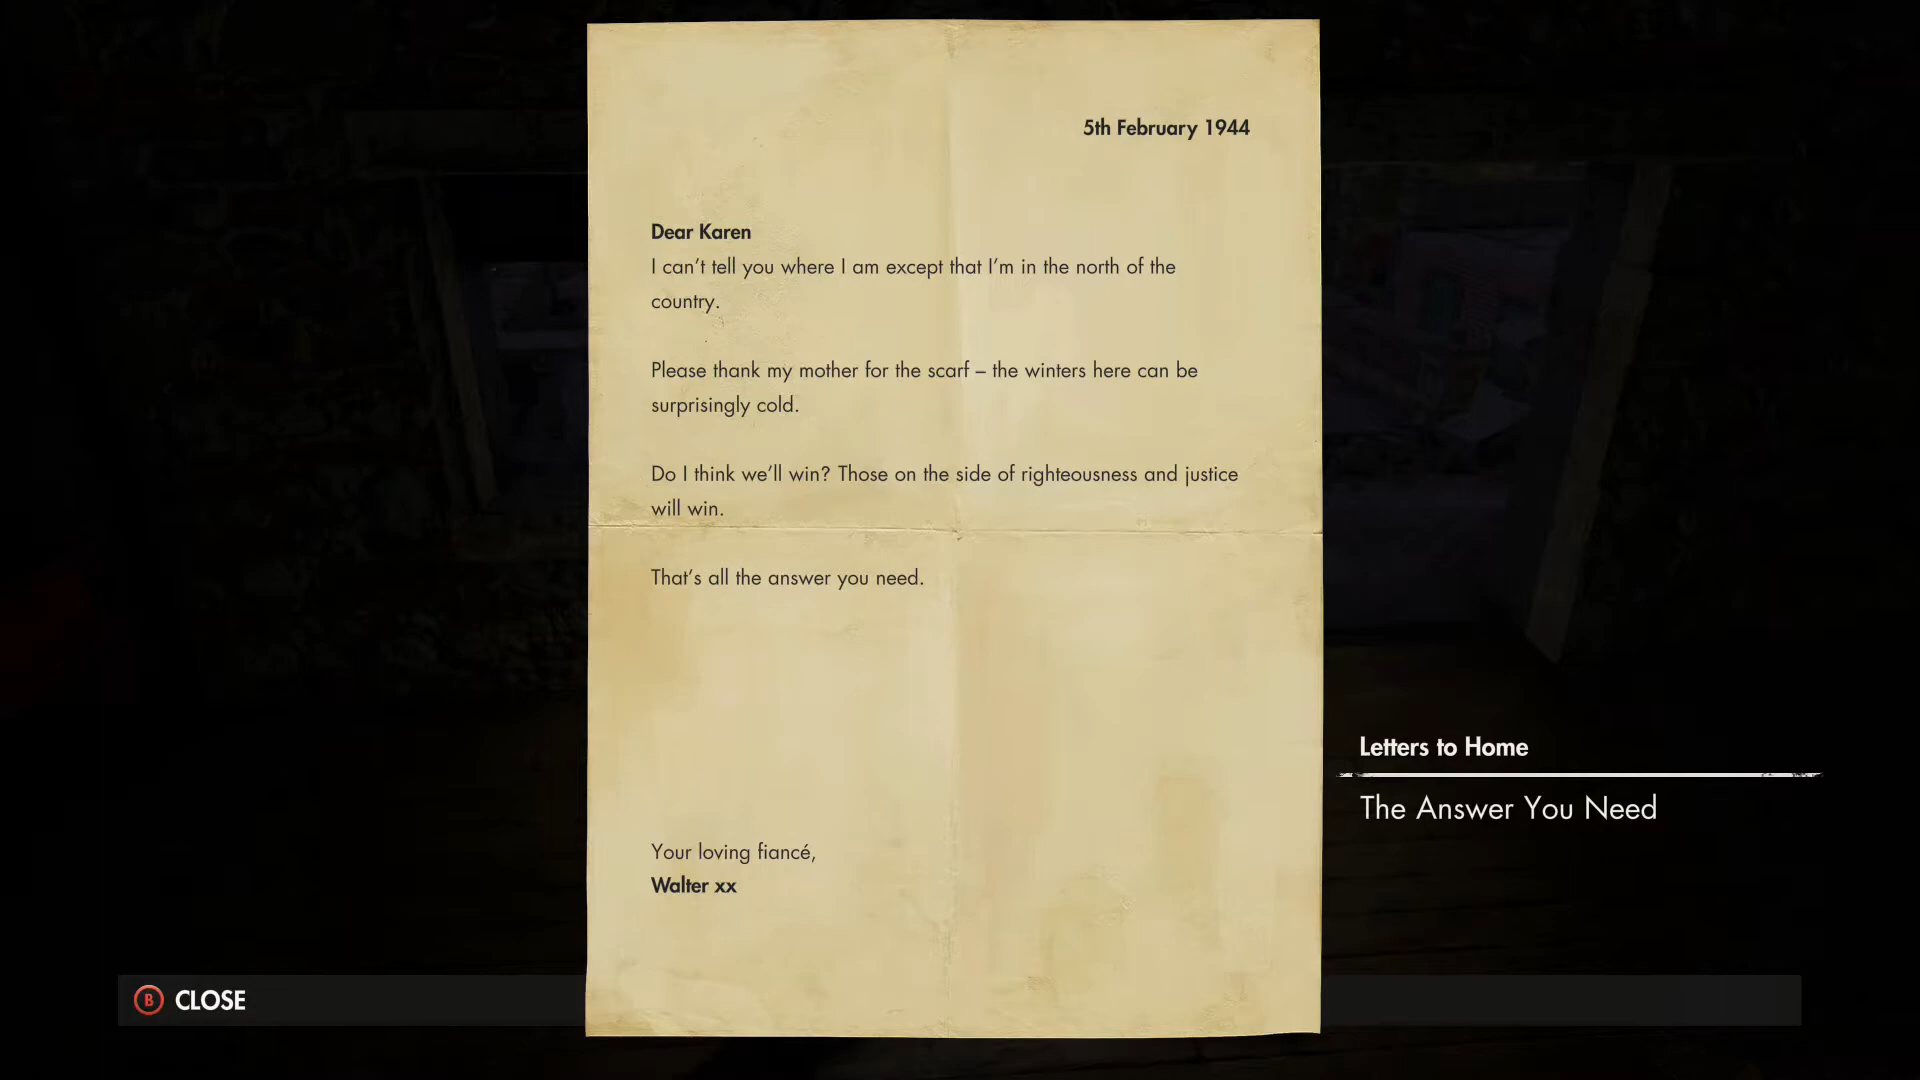 5th February 1944
Dear Karen
I can't tell you where I am except that I'm in the north of the
country.
Please thank my mother for the scarf – the winters here can be
surprisingly cold.
Do I think we'll win? Those on the side of righteousness and justice
will win.
That's all the answer you need.
Your loving fiancé,
Walter xx
Letters to Home
The Answer You Need
B CLOSE